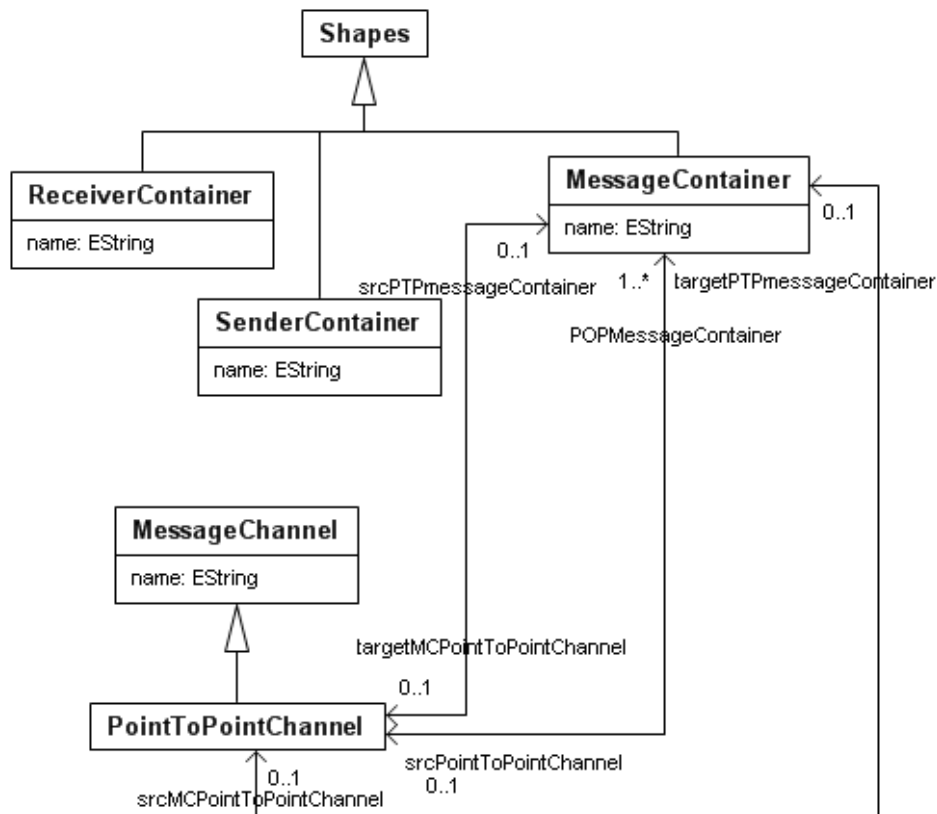 Shapes
ReceiverContainer
name: EString
MessageContainer
name: EString
0..1
0..1
srcPTPmessageContainer
1..*
targetPTPmessageContainer
SenderContainer
name: EString
POPMessageContainer
MessageChannel
name: EString
targetMCPointToPointChannel
0..1
PointToPointChannel
srcPointToPointChannel
0..1
0..1
srcMCPointToPointChannel